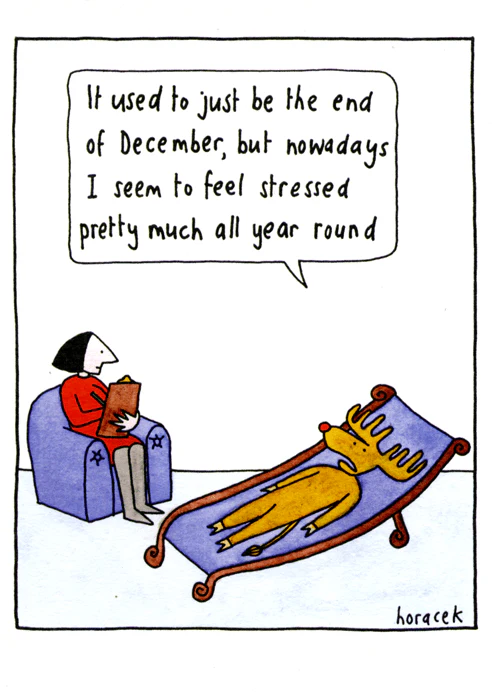 It used to just be the end
of December, but nowadays
I seem to feel stressed
pretty much all year round
horacek